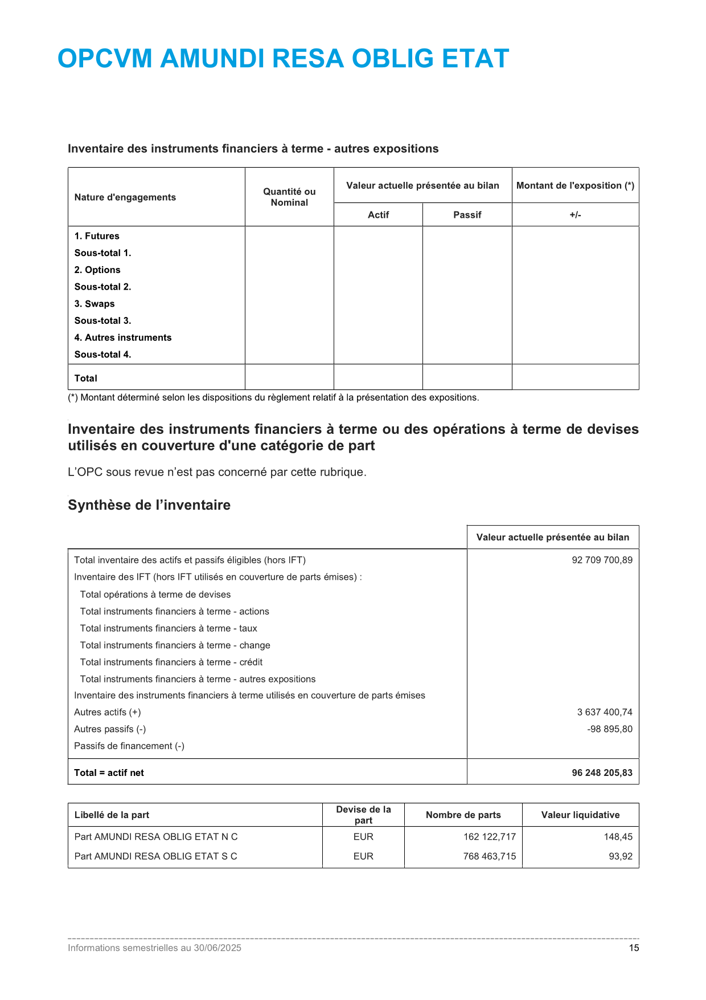 OPCVM AMUNDI RESA OBLIG ETAT
Inventaire des instruments financiers à terme - autres expositions
Nature d'engagements
Quantité ou
Nominal
Valeur actuelle présentée au bilan
Montant de l'exposition (*)
Actif
Passif
+/-
1. Futures
Sous-total 1.
2. Options
Sous-total 2.
3. Swaps
Sous-total 3.
4. Autres instruments
Sous-total 4.
Total
(*) Montant déterminé selon les dispositions du règlement relatif à la présentation des expositions.
Inventaire des instruments financiers à terme ou des opérations à terme de devises
utilisés en couverture d'une catégorie de part
L’OPC sous revue n’est pas concerné par cette rubrique.
Synthèse de l’inventaire
Valeur actuelle présentée au bilan
Total inventaire des actifs et passifs éligibles (hors IFT) 92 709 700,89
Inventaire des IFT (hors IFT utilisés en couverture de parts émises) :
Total opérations à terme de devises
Total instruments financiers à terme - actions
Total instruments financiers à terme - taux
Total instruments financiers à terme - change
Total instruments financiers à terme - crédit
Total instruments financiers à terme - autres expositions
Inventaire des instruments financiers à terme utilisés en couverture de parts émises
Autres actifs (+) 3 637 400,74
Autres passifs (-) -98 895,80
Passifs de financement (-)
Total = actif net 96 248 205,83
Libellé de la part
Devise de la
part
Nombre de parts
Valeur liquidative
Part AMUNDI RESA OBLIG ETAT N C EUR 162 122,717 148,45
Part AMUNDI RESA OBLIG ETAT S C EUR 768 463,715 93,92
Informations semestrielles au 30/06/2025 15